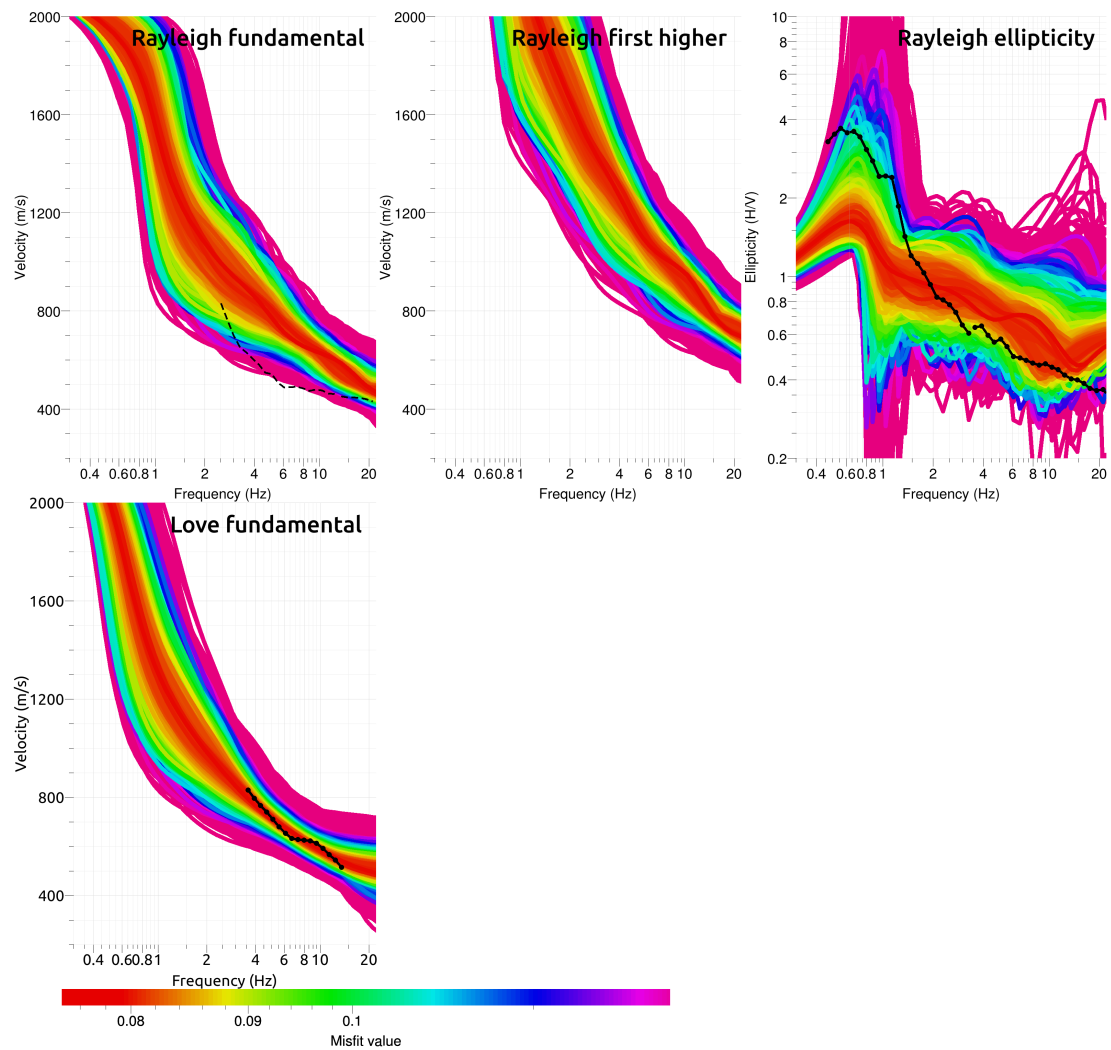 Rayleigh fundamental
2000
1600
1200
800
400
Velocity (m/s)
0.4 0.6 0.8 1 2 4 6 8 10 20
Frequency (Hz)
Rayleigh first higher
2000
1600
1200
800
400
Velocity (m/s)
0.4 0.6 0.8 1 2 4 6 8 10 20
Frequency (Hz)
Rayleigh ellipticity
10
8
6
4
2
1
0.8
0.6
0.4
0.2
Ellipticity (H/V)
0.4 0.6 0.8 1 2 4 6 8 10 20
Frequency (Hz)
Love fundamental
2000
1600
1200
800
400
Velocity (m/s)
0.4 0.6 0.8 1 2 4 6 8 10 20
Frequency (Hz)
0.08 0.09 0.1
Misfit value